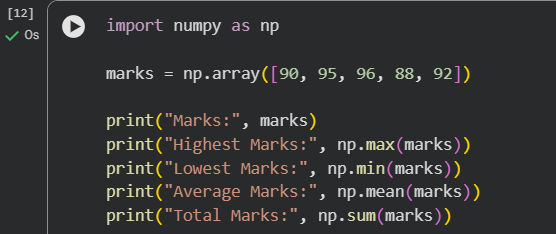 [12]
0s
import numpy as np
marks = np.array([90, 95, 96, 88, 92])
print("Marks:", marks)
print("Highest Marks:", np.max(marks))
print("Lowest Marks:", np.min(marks))
print("Average Marks:", np.mean(marks))
print("Total Marks:", np.sum(marks))